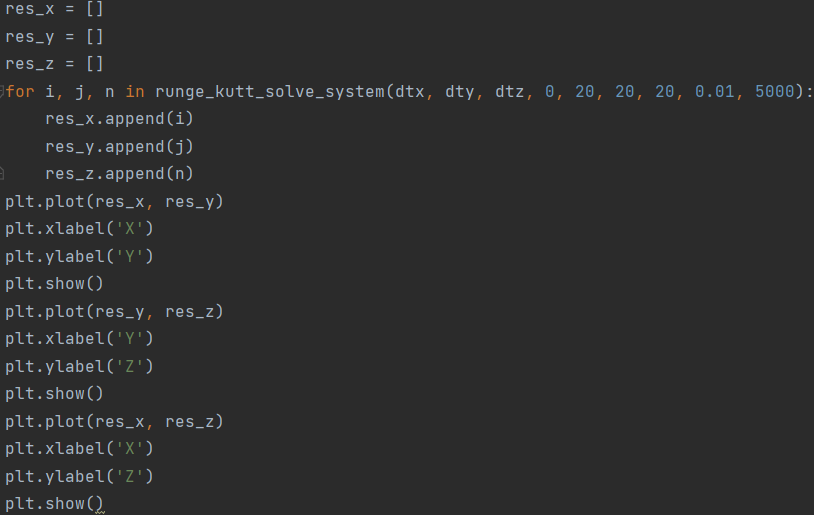 res_x = []
res_y = []
res_z = []
for i, j, n in runge_kutt_solve_system(dtx, dty, dtz, 0, 20, 20, 20, 0.01, 5000):
    res_x.append(i)
    res_y.append(j)
    res_z.append(n)
plt.plot(res_x, res_y)
plt.xlabel('X')
plt.ylabel('Y')
plt.show()
plt.plot(res_y, res_z)
plt.xlabel('Y')
plt.ylabel('Z')
plt.show()
plt.plot(res_x, res_z)
plt.xlabel('X')
plt.ylabel('Z')
plt.show()